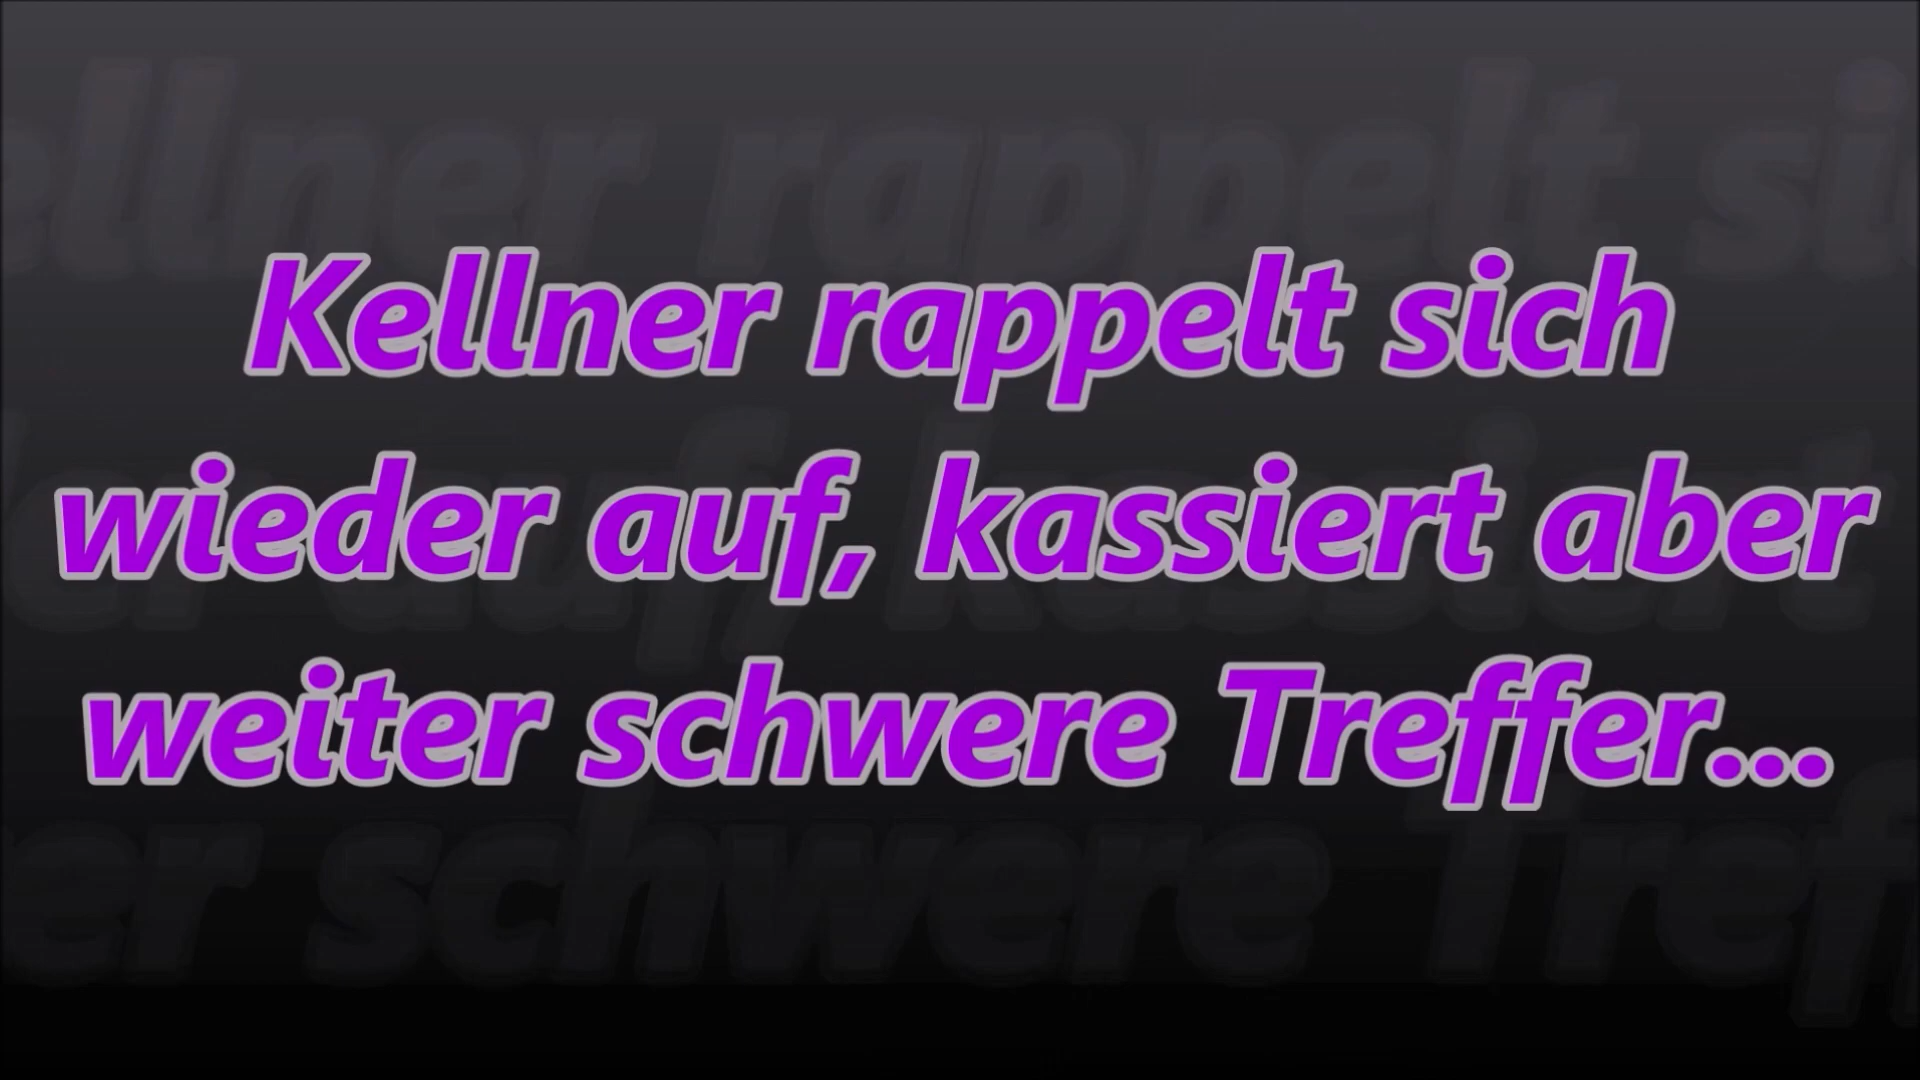 Kellner rappelt sich
wieder auf, kassiert aber
weiter schwere Treffer...